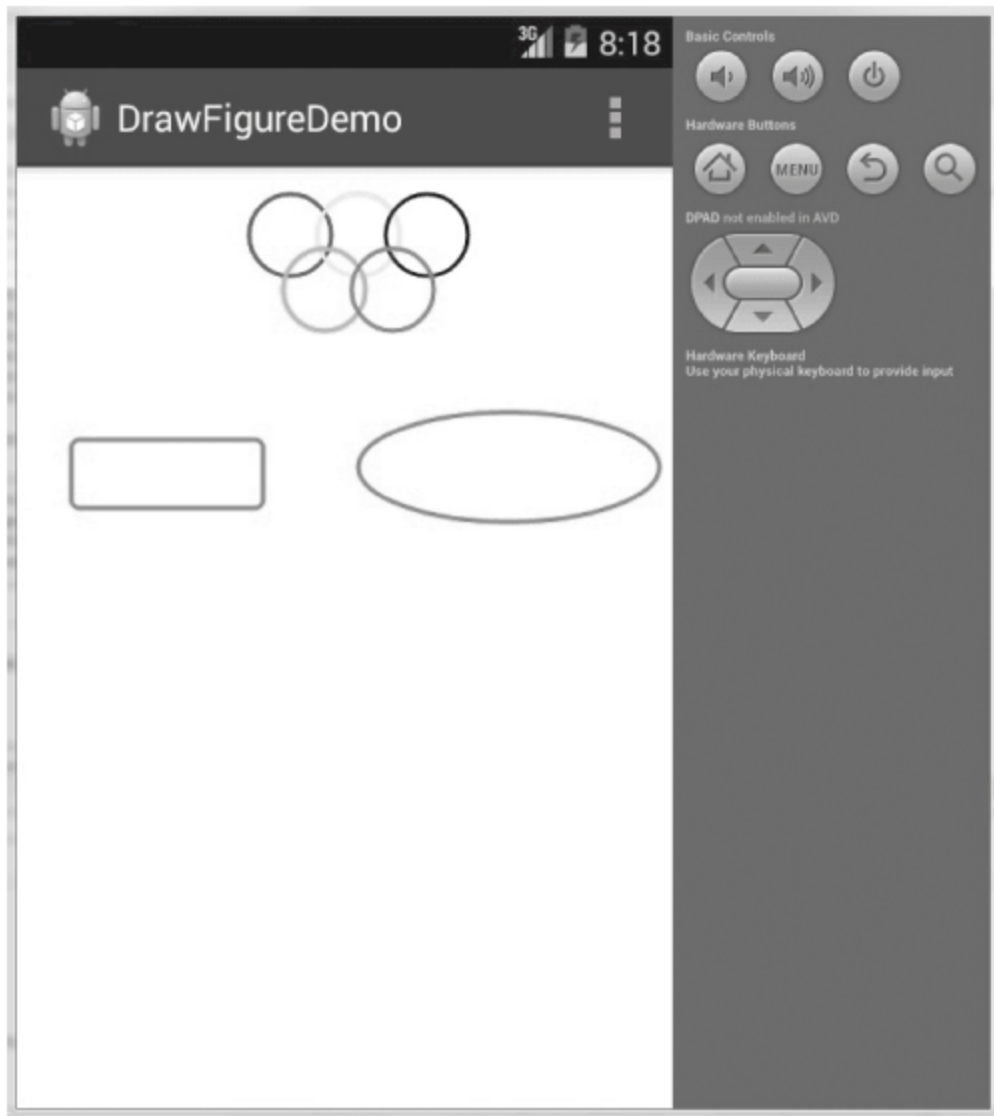 3G 8:18
DrawFigureDemo
Basic Controls
Hardware Buttons
MENU
DPAD not enabled in AVD
Hardware Keyboard
Use your physical keyboard to provide input